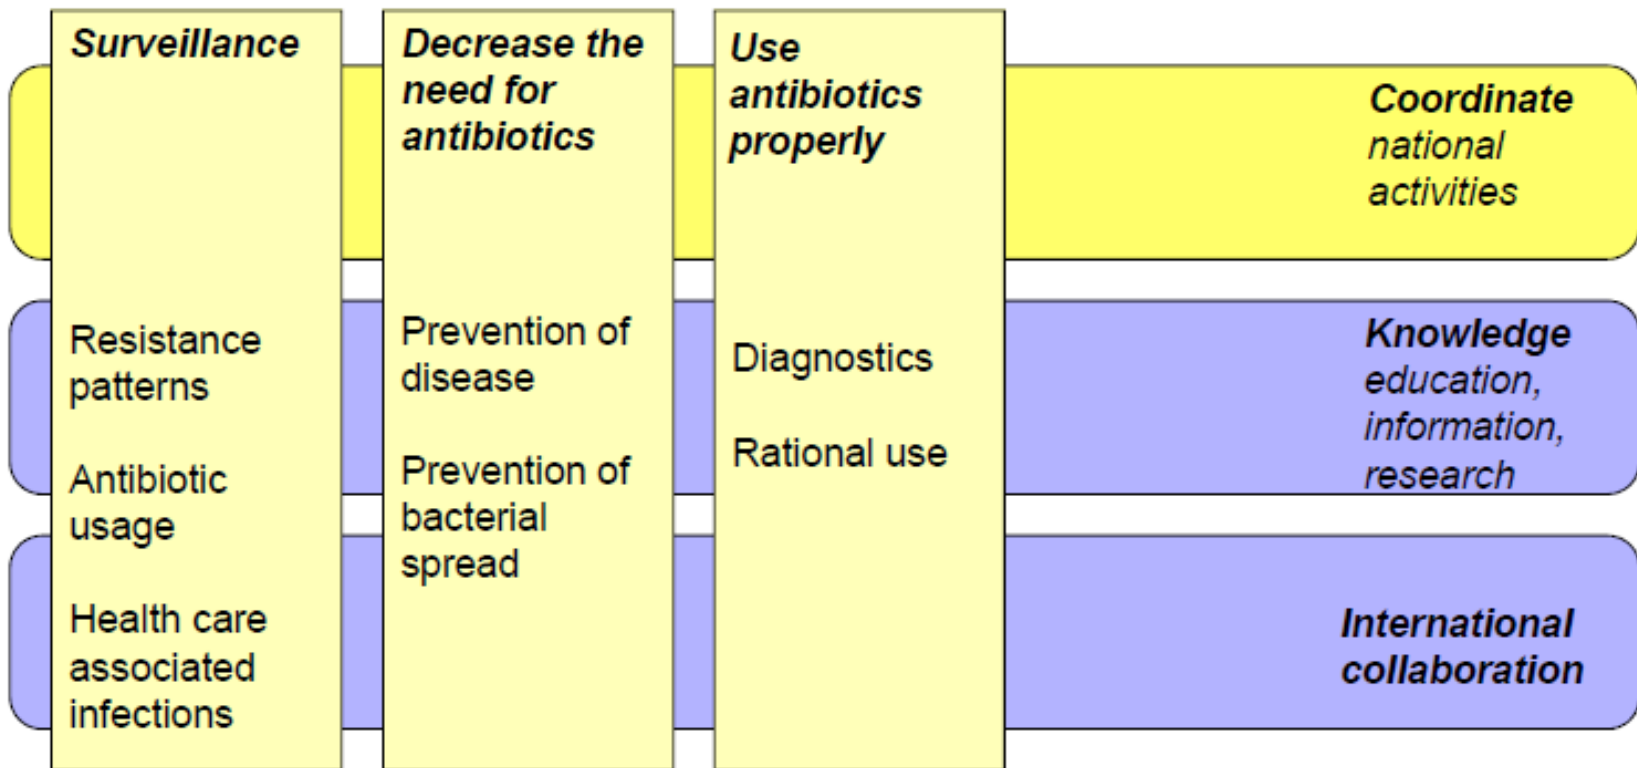 Surveillance
Resistance
patterns
Antibiotic
usage
Health care
associated
infections
Decrease the
need for
antibiotics
Prevention of
disease
Prevention of
bacterial
spread
Use
antibiotics
properly
Diagnostics
Rational use
Coordinate
national
activities
Knowledge
education,
information,
research
International
collaboration